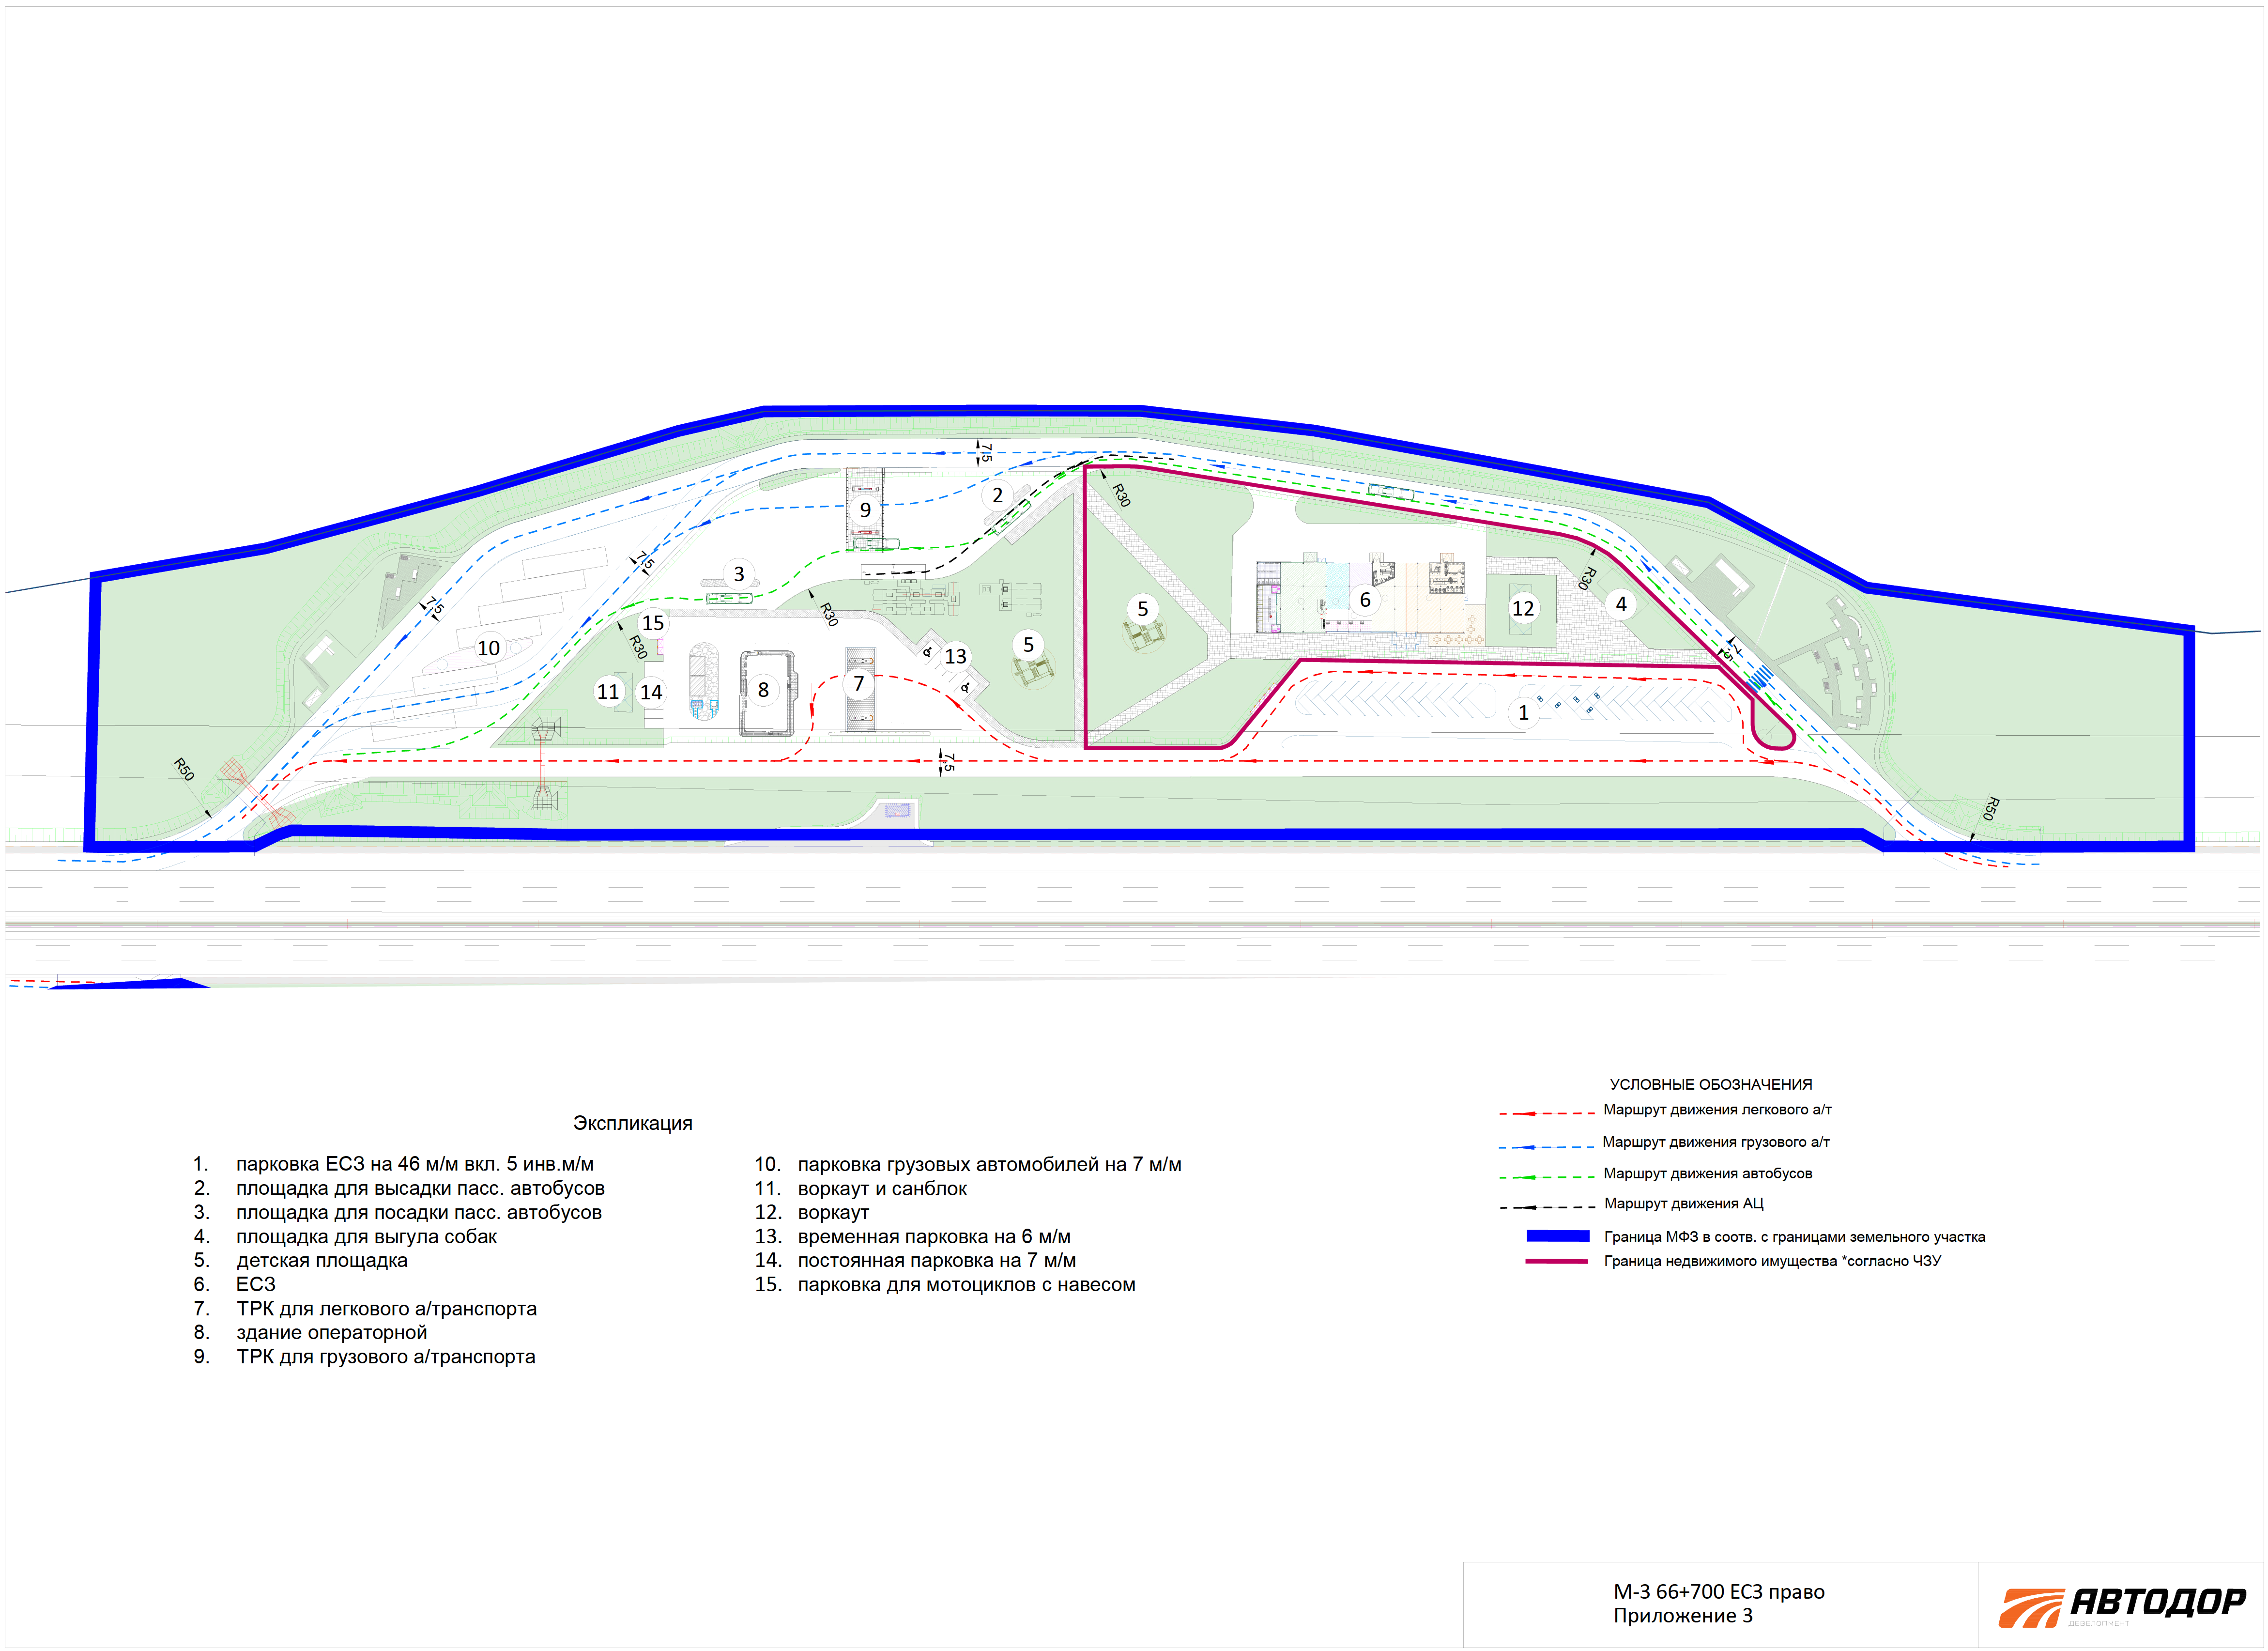 7.5
2
R30
9
7.5
3
R30
12
4
5
6
R30
7.5
15
R30
5
13
10
7.5
11
14
8
7
1
7.5
R50
R50
УСЛОВНЫЕ ОБОЗНАЧЕНИЯ
Маршрут движения легкового а/т
Маршрут движения грузового а/т
Маршрут движения автобусов
Маршрут движения АЦ
Граница МФЗ в соотв. с границами земельного участка
Граница недвижимого имущества *согласно ЧЗУ
Экспликация
1. парковка ЕСЗ на 46 м/м вкл. 5 инв.м/м
2. площадка для высадки пасс. автобусов
3. площадка для посадки пасс. автобусов
4. площадка для выгула собак
5. детская площадка
6. ЕСЗ
7. ТРК для легкового а/транспорта
8. здание операторной
9. ТРК для грузового а/транспорта
10. парковка грузовых автомобилей на 7 м/м
11. воркаут и санблок
12. воркаут
13. временная парковка на 6 м/м
14. постоянная парковка на 7 м/м
15. парковка для мотоциклов с навесом
М-3 66+700 ЕСЗ право
Приложение 3
АВТОДОР
ДЕВЕЛОПМЕНТ